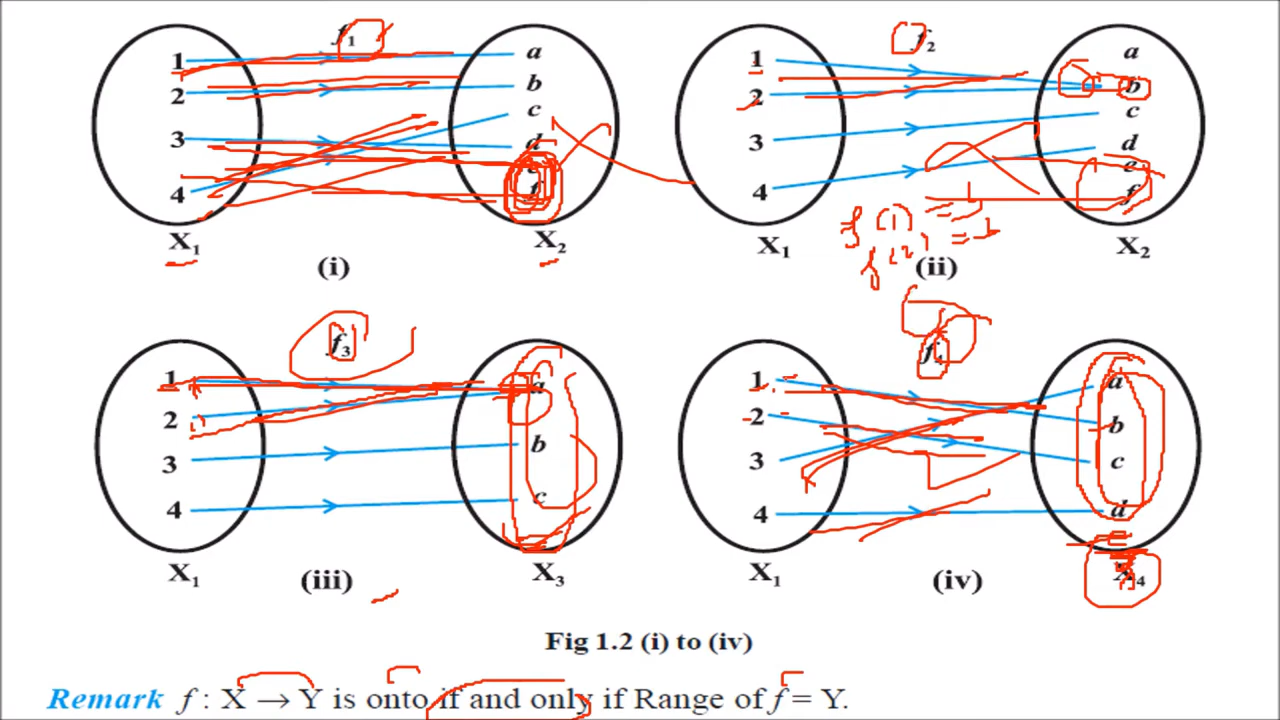 f₁
1
2
3
4
a
b
c
d
e
f
X₁
X₂
(i)
f₂
1
2
3
4
a
b
c
d
e
f
X₁
X₂
(ii)
f(1) = b
f(2) = b
f₃
1
2
3
4
a
b
c
X₁
X₃
(iii)
f₄
1
2
3
4
a
b
c
d
X₁
X₄
(iv)
Fig 1.2 (i) to (iv)
Remark f : X → Y is onto if and only if Range of f = Y.